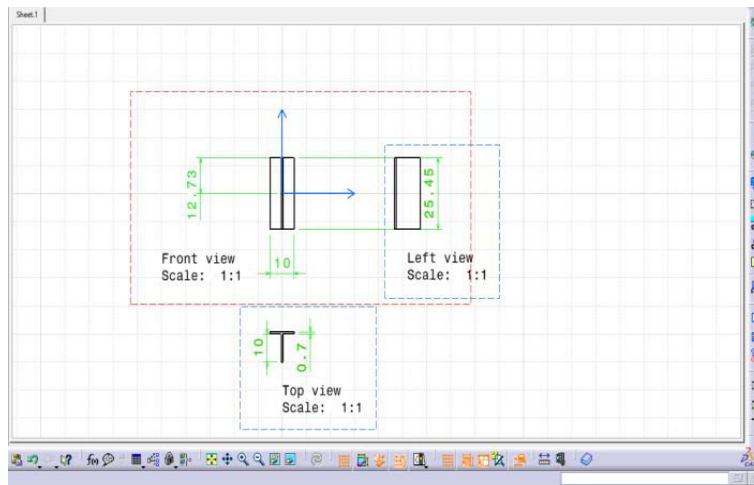 Sheet.1
12.73
25.45
Front view
Scale: 1:1
10
Left view
Scale: 1:1
10
0.7
Top view
Scale: 1:1
f(x)